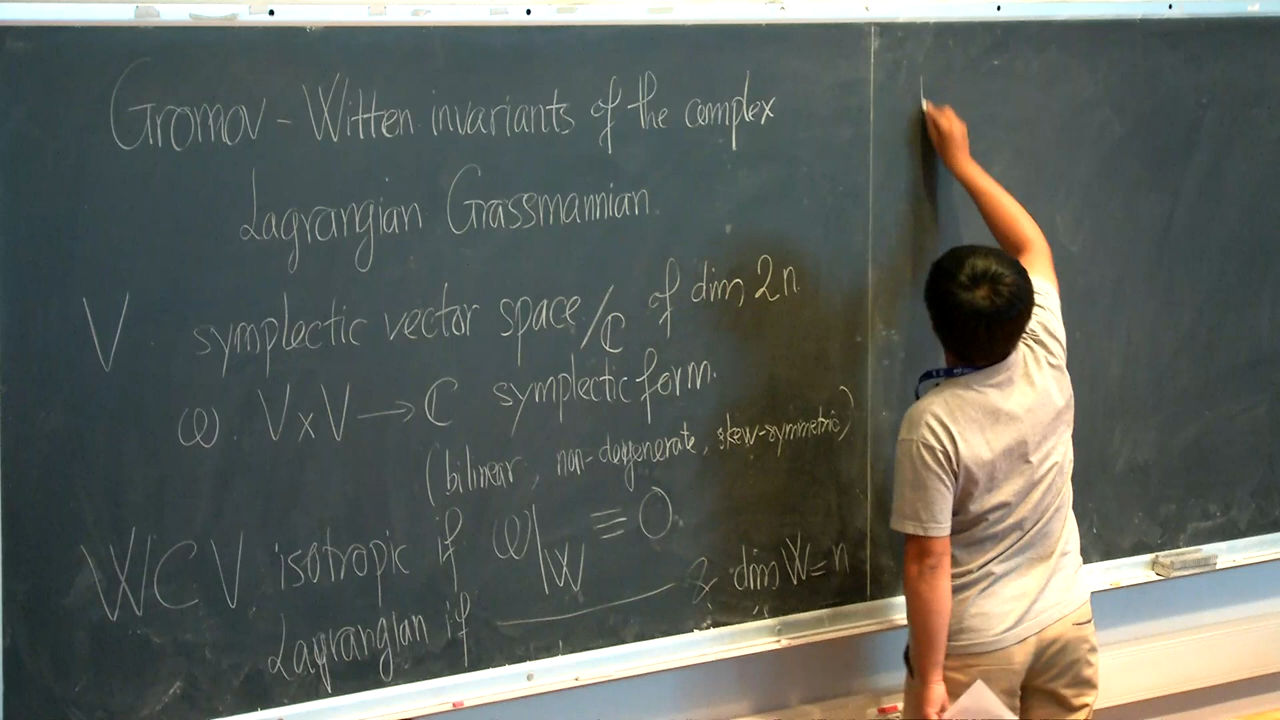 Gromov-Witten invariants of the complex
Lagrangian Grassmannian
V symplectic vector space/ℂ of dim 2n.
ω: V×V → ℂ symplectic form.
(bilinear, non-degenerate, skew-symmetric)
W⊂V isotropic if ω|_W ≡ 0
Lagrangian if ——— & dim W=n